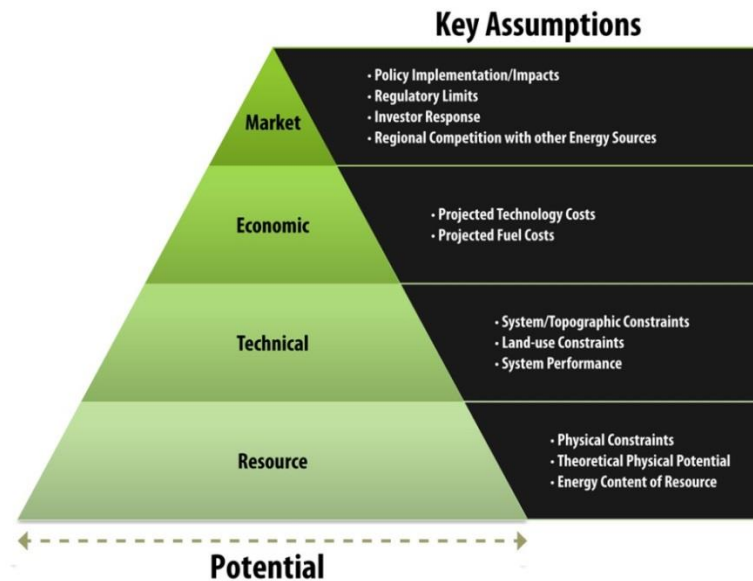 Key Assumptions
Market
• Policy Implementation/Impacts
• Regulatory Limits
• Investor Response
• Regional Competition with other Energy Sources
Economic
• Projected Technology Costs
• Projected Fuel Costs
Technical
• System/Topographic Constraints
• Land-use Constraints
• System Performance
Resource
• Physical Constraints
• Theoretical Physical Potential
• Energy Content of Resource
Potential